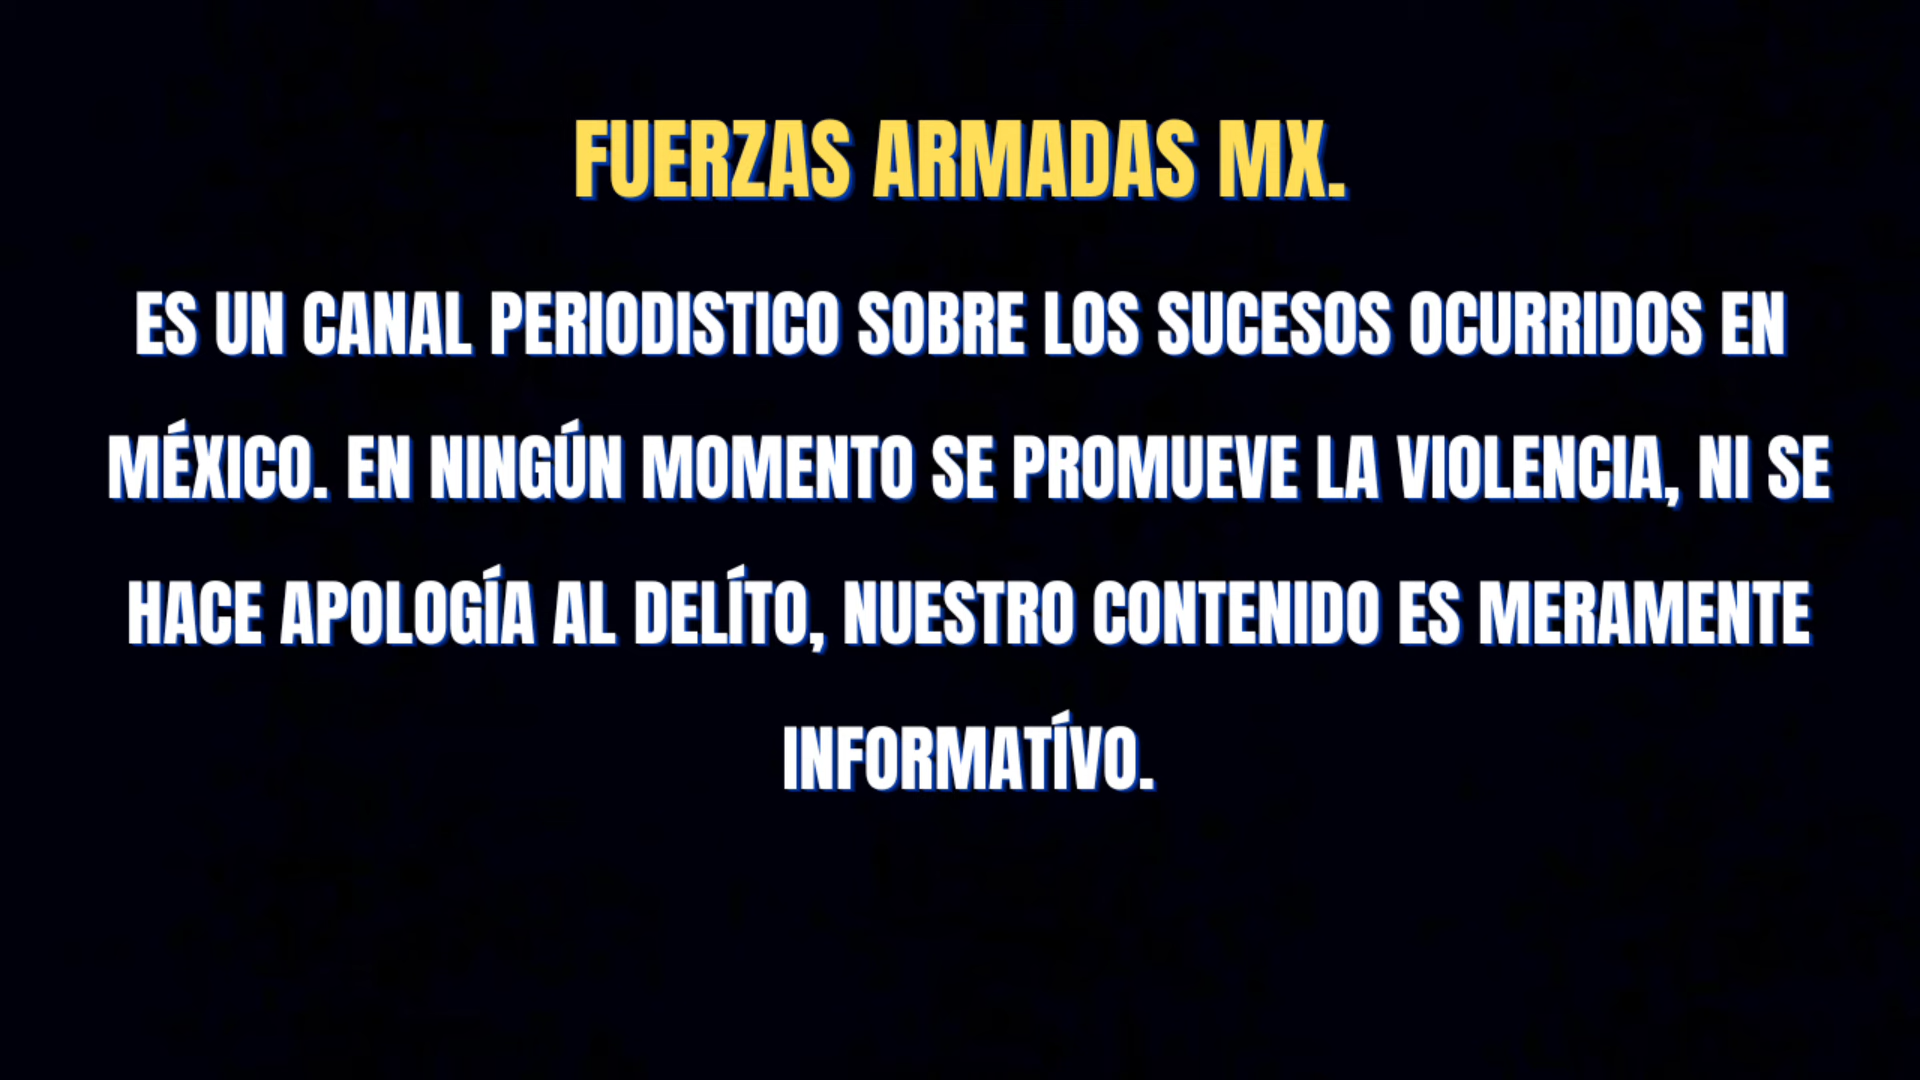 FUERZAS ARMADAS MX.
ES UN CANAL PERIODISTICO SOBRE LOS SUCESOS OCURRIDOS EN
MÉXICO. EN NINGÚN MOMENTO SE PROMUEVE LA VIOLENCIA, NI SE
HACE APOLOGÍA AL DELÍTO, NUESTRO CONTENIDO ES MERAMENTE
INFORMATÍVO.